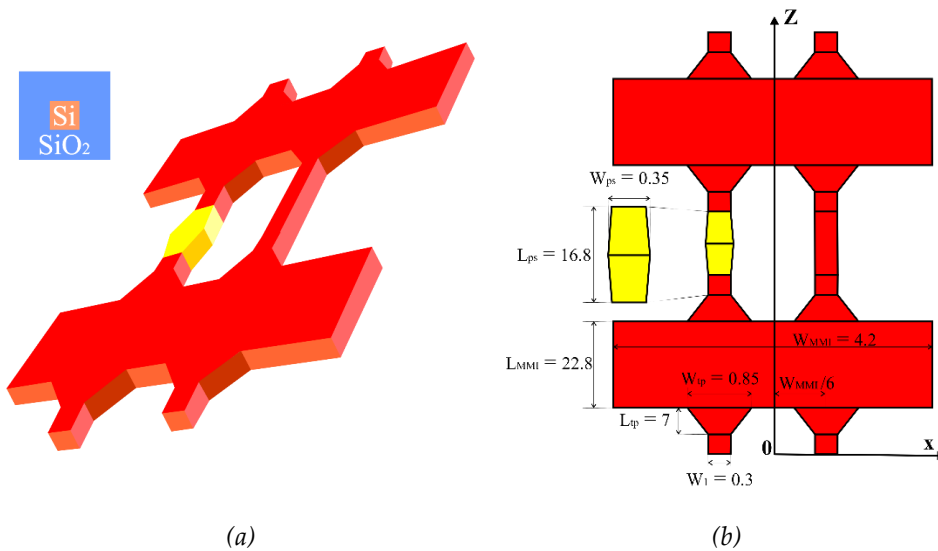 Si
SiO₂
Z
Wps = 0.35
Lps = 16.8
WMMI = 4.2
LMMI = 22.8
Wtp = 0.85
WMMI/6
Ltp = 7
0
x
W1 = 0.3
(a)
(b)